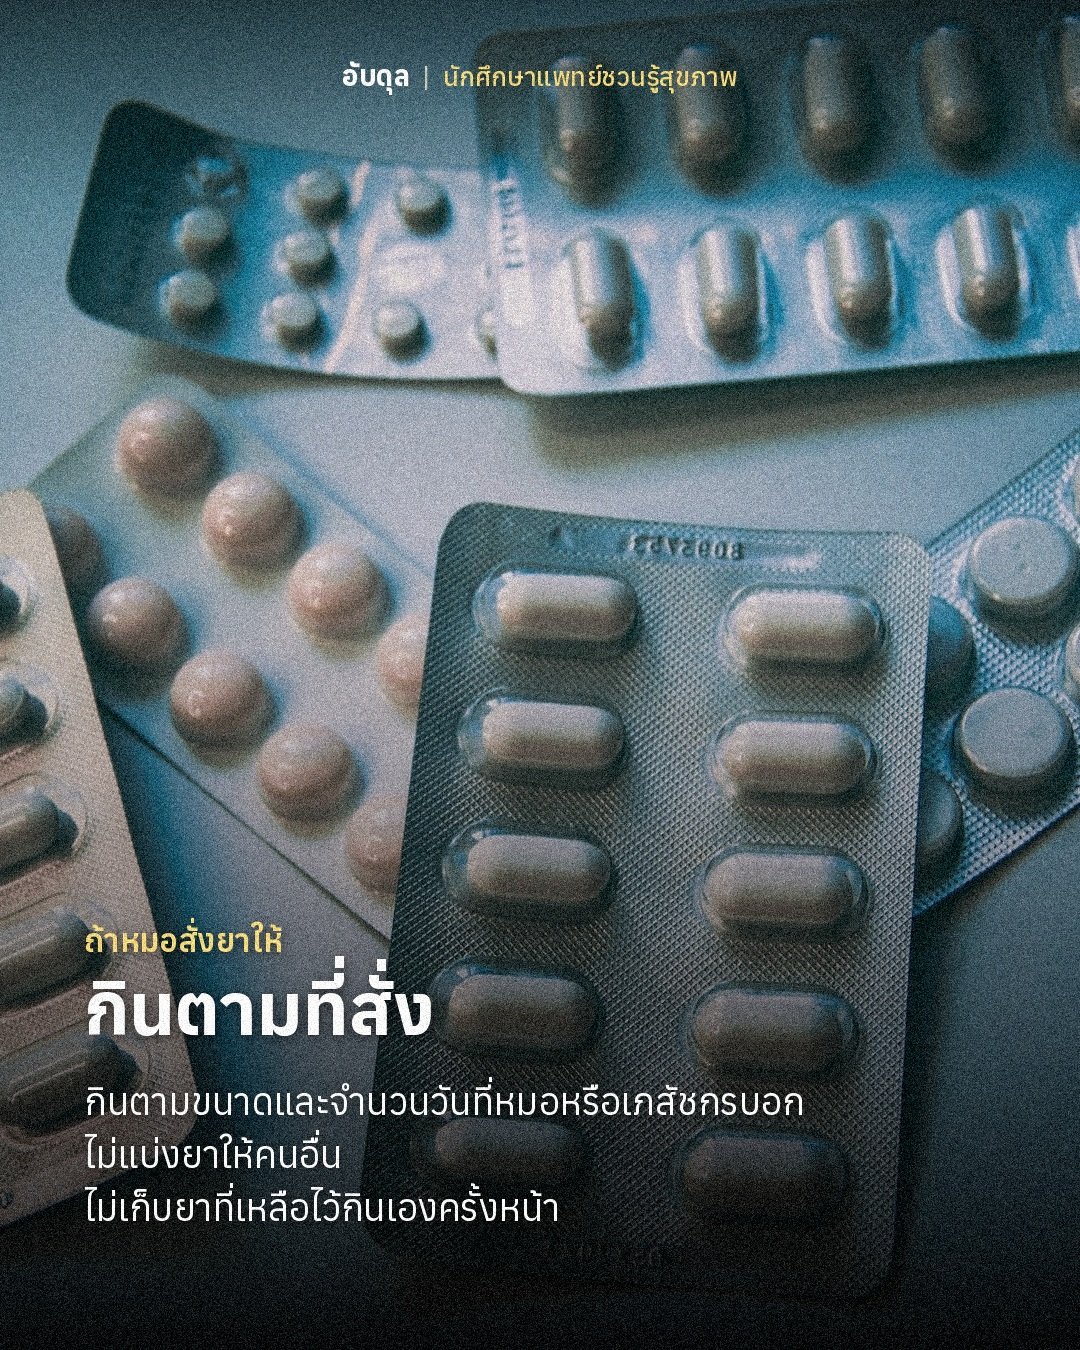 อับดุล | นักศึกษาแพทย์ชวนรู้สุขภาพ
ถ้าหมอสั่งยาให้
กินตามที่สั่ง
กินตามขนาดและจำนวนวันที่หมอหรือเภสัชกรบอก
ไม่แบ่งยาให้คนอื่น
ไม่เก็บยาที่เหลือไว้กินเองครั้งหน้า